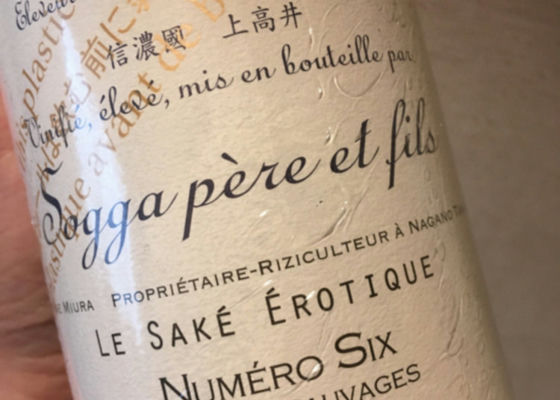 信濃國 上高井
Vinifié, élevé, mis en bouteille par
Sogga père et fils
Miura Propriétaire-Riziculteur à Nagano
Le Saké Érotique
Numéro Six